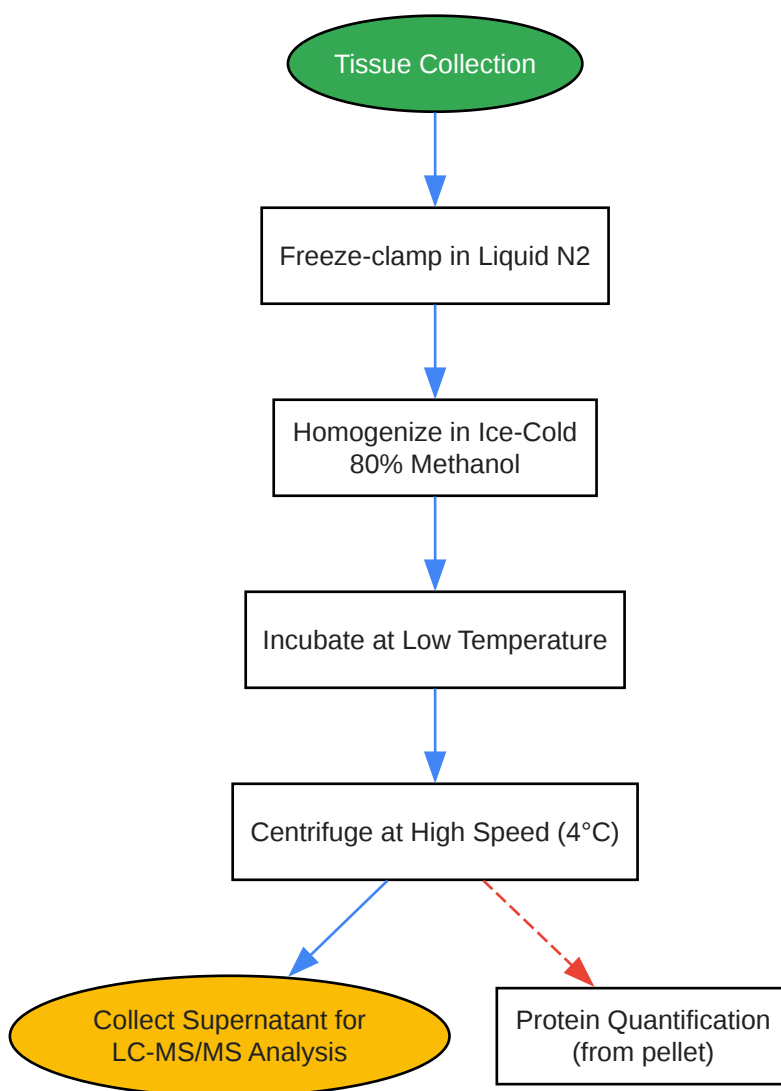 Tissue Collection
Freeze-clamp in Liquid N2
Homogenize in Ice-Cold
80% Methanol
Incubate at Low Temperature
Centrifuge at High Speed (4°C)
Collect Supernatant for
LC-MS/MS Analysis
Protein Quantification
(from pellet)